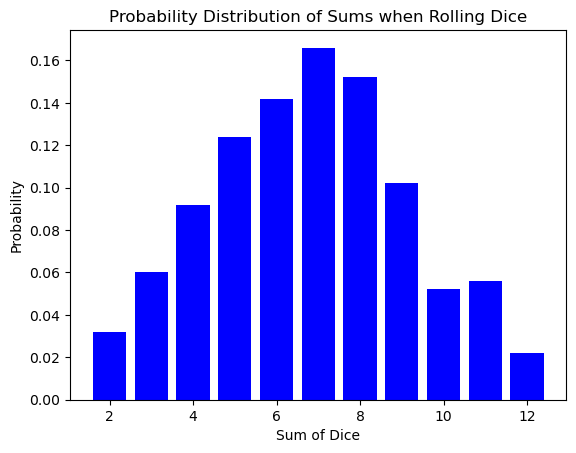 Probability Distribution of Sums when Rolling Dice
Probability
0.16
0.14
0.12
0.10
0.08
0.06
0.04
0.02
0.00
2 4 6 8 10 12
Sum of Dice